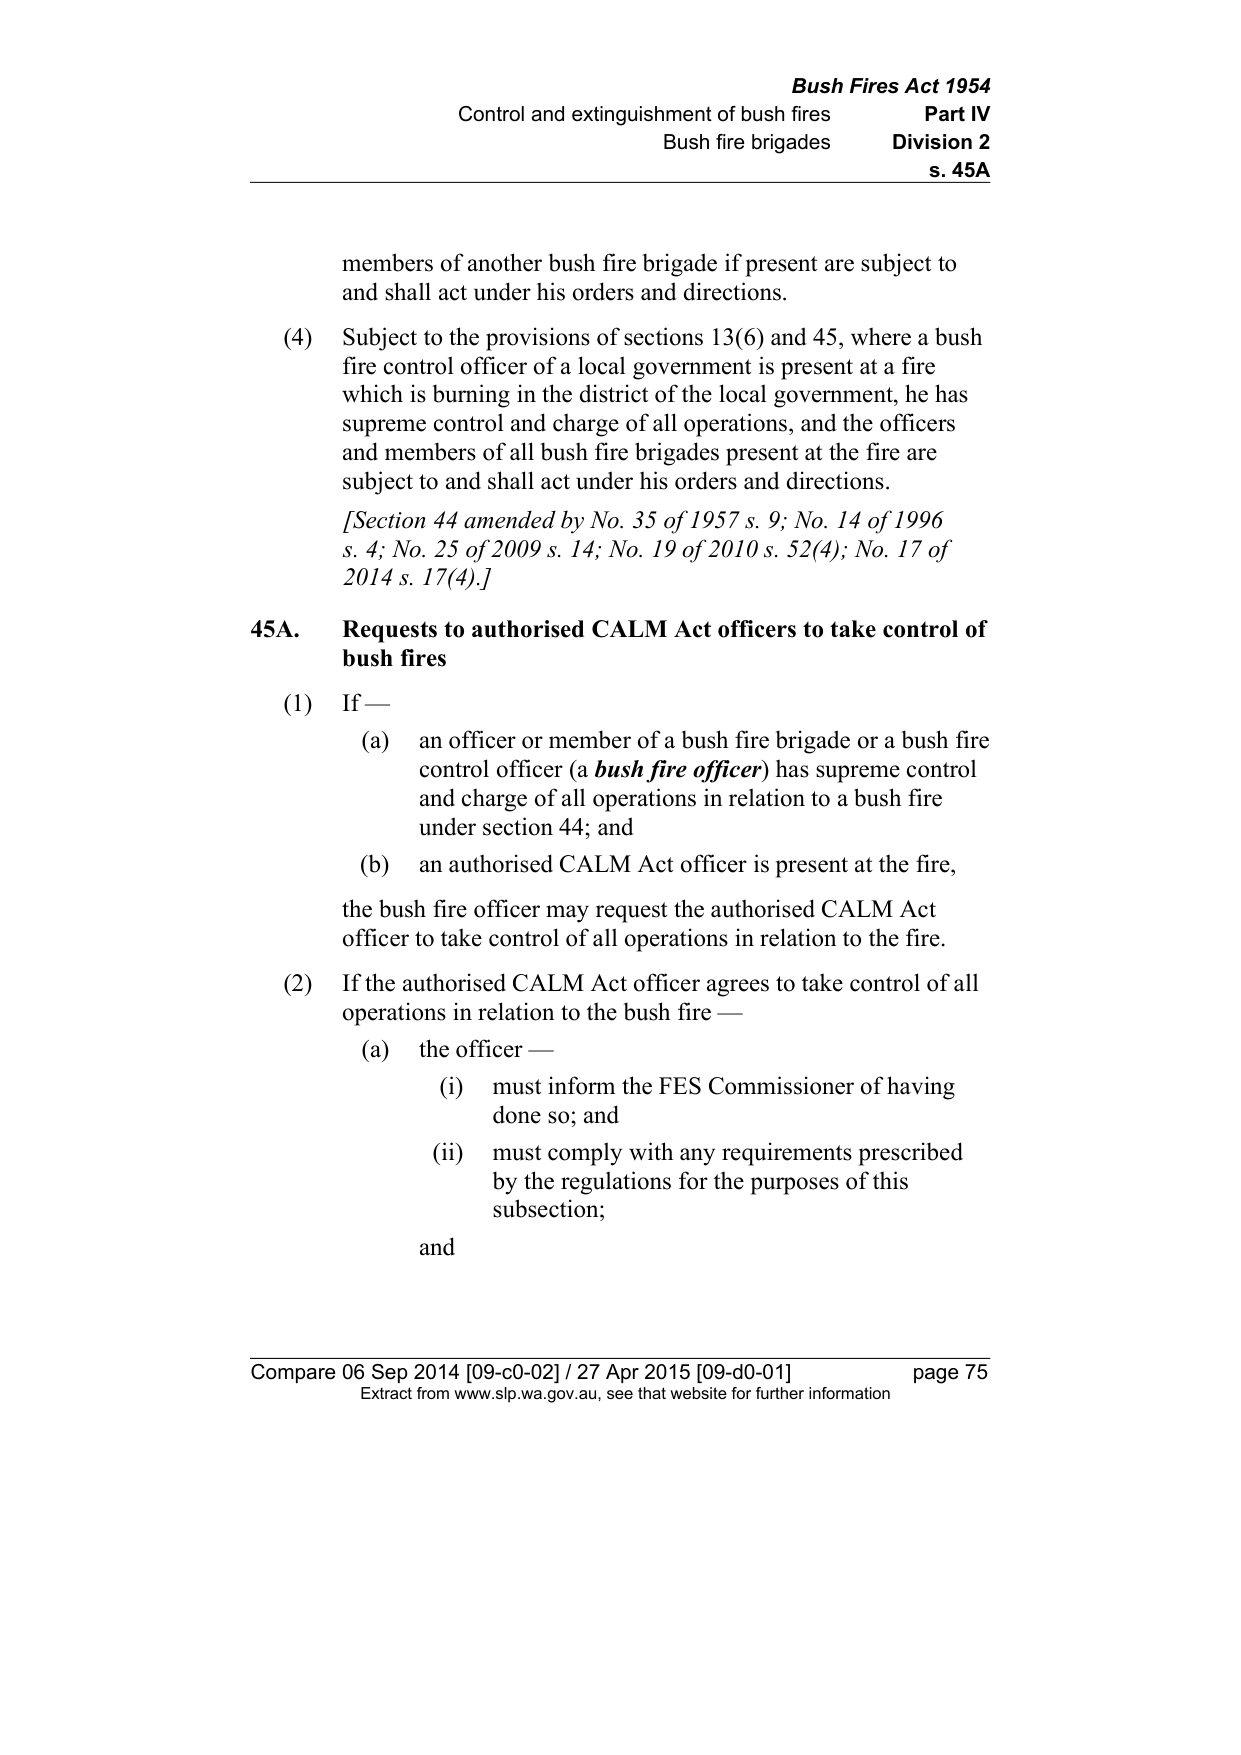 Bush Fires Act 1954
Control and extinguishment of bush fires Part IV
Bush fire brigades Division 2
s. 45A
members of another bush fire brigade if present are subject to
and shall act under his orders and directions.
(4) Subject to the provisions of sections 13(6) and 45, where a bush
fire control officer of a local government is present at a fire
which is burning in the district of the local government, he has
supreme control and charge of all operations, and the officers
and members of all bush fire brigades present at the fire are
subject to and shall act under his orders and directions.
[Section 44 amended by No. 35 of 1957 s. 9; No. 14 of 1996
s. 4; No. 25 of 2009 s. 14; No. 19 of 2010 s. 52(4); No. 17 of
2014 s. 17(4).]
45A. Requests to authorised CALM Act officers to take control of
bush fires
(1) If —
(a) an officer or member of a bush fire brigade or a bush fire
control officer (a bush fire officer) has supreme control
and charge of all operations in relation to a bush fire
under section 44; and
(b) an authorised CALM Act officer is present at the fire,
the bush fire officer may request the authorised CALM Act
officer to take control of all operations in relation to the fire.
(2) If the authorised CALM Act officer agrees to take control of all
operations in relation to the bush fire —
(a) the officer —
(i) must inform the FES Commissioner of having
done so; and
(ii) must comply with any requirements prescribed
by the regulations for the purposes of this
subsection;
and
Compare 06 Sep 2014 [09-c0-02] / 27 Apr 2015 [09-d0-01] page 75
Extract from www.slp.wa.gov.au, see that website for further information